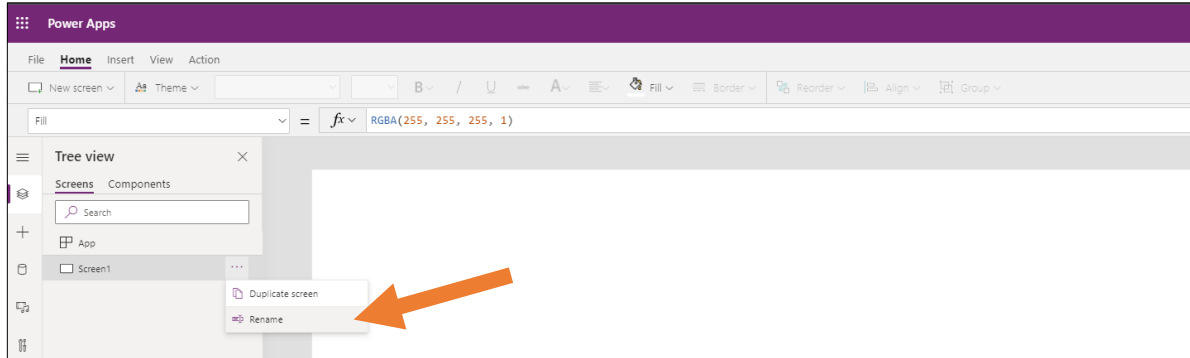 Power Apps
File Home Insert View Action
New screen Theme B / U A Fill Border Reorder Align Group
Fill = fx RGBA(255, 255, 255, 1)
Tree view
Screens Components
Search
App
Screen1 ...
Duplicate screen
Rename